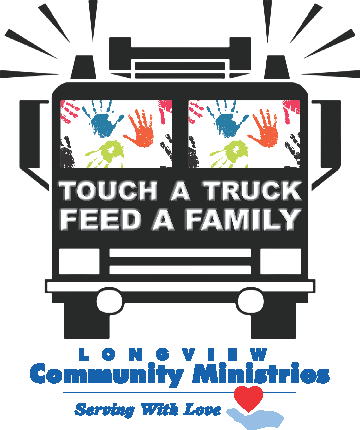 TOUCH A TRUCK
FEED A FAMILY
LONGVIEW
Community Ministries
Serving With Love